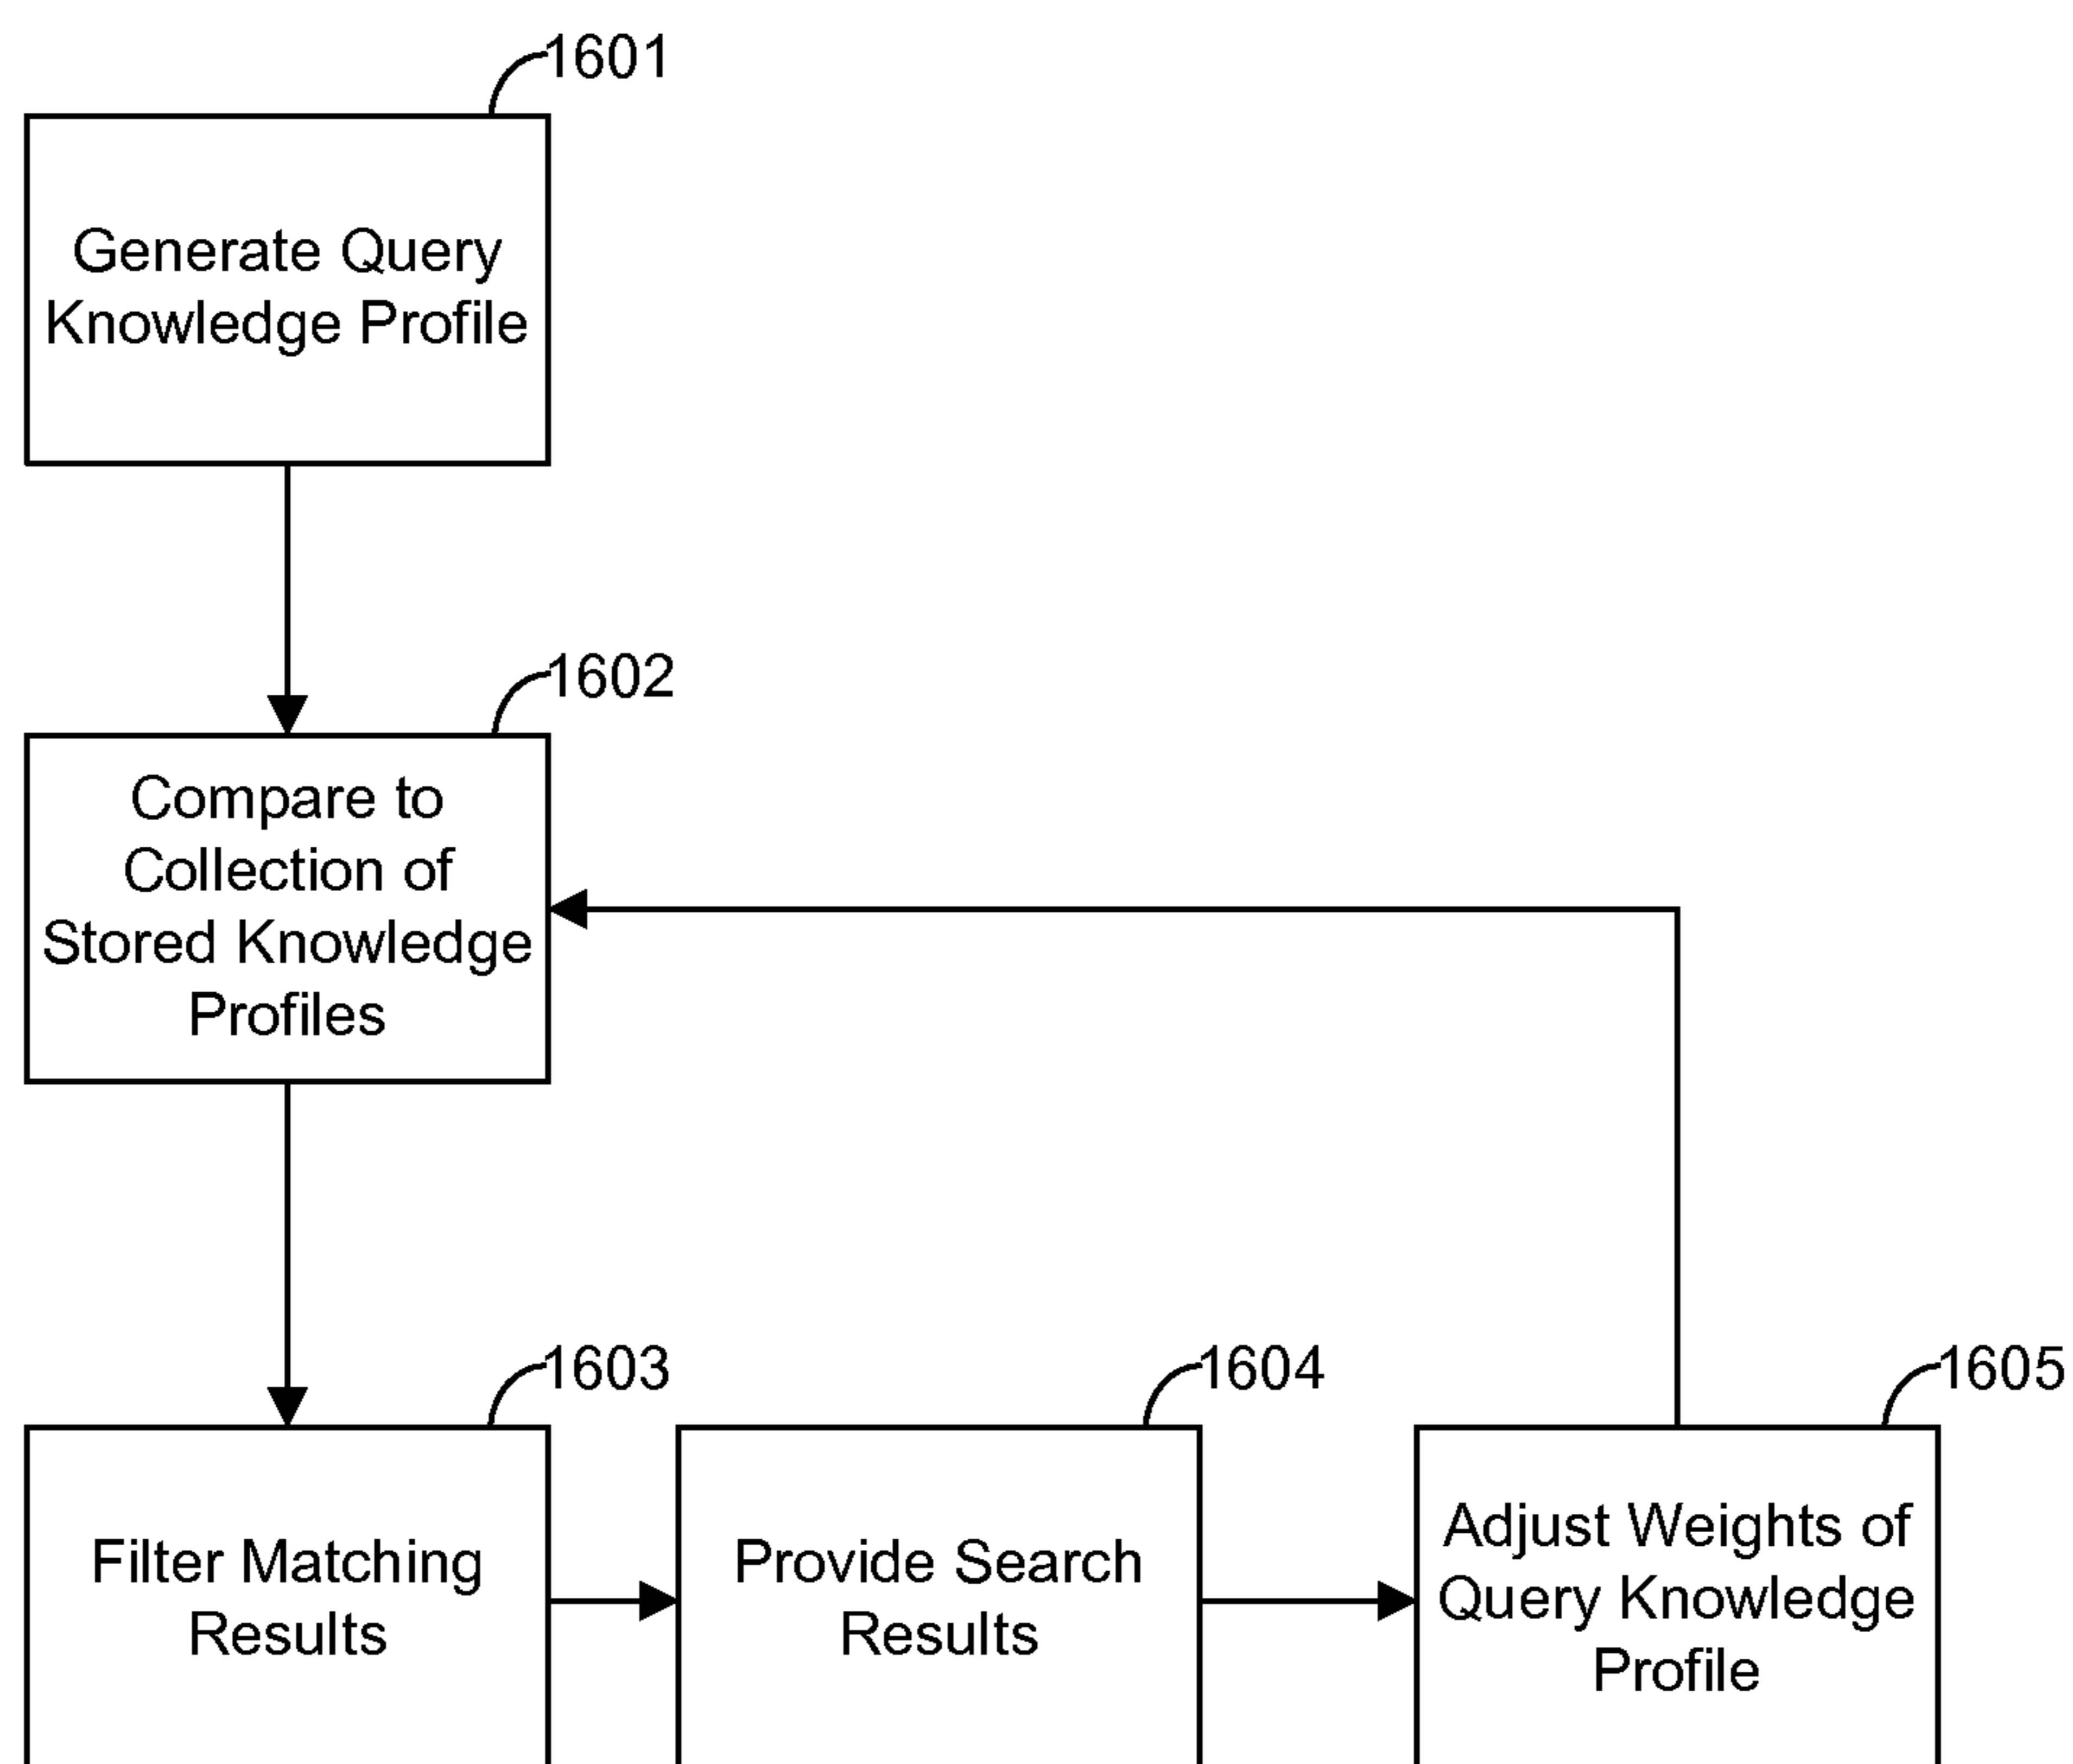 1601
Generate Query
Knowledge Profile
1602
Compare to
Collection of
Stored Knowledge
Profiles
1603
Filter Matching
Results
1604
Provide Search
Results
1605
Adjust Weights of
Query Knowledge
Profile